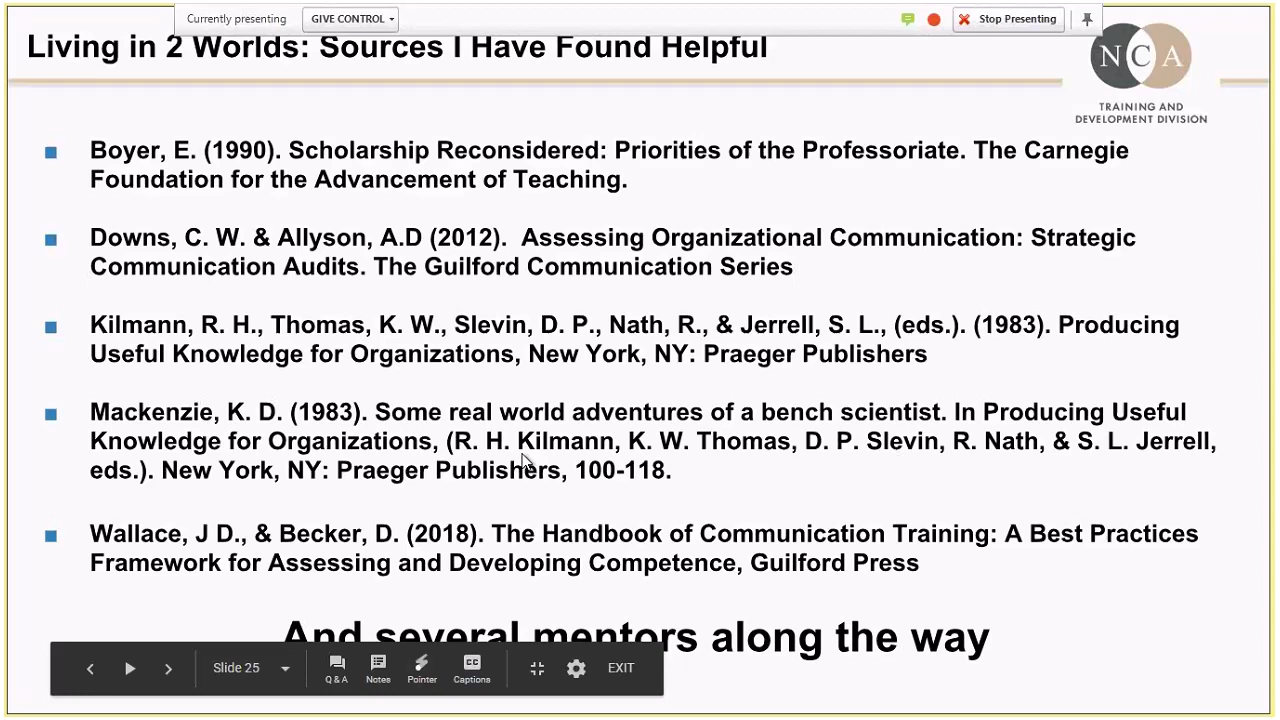 Currently presenting
GIVE CONTROL
Stop Presenting
Living in 2 Worlds: Sources I Have Found Helpful
NCA
TRAINING AND
DEVELOPMENT DIVISION
Boyer, E. (1990). Scholarship Reconsidered: Priorities of the Professoriate. The Carnegie
Foundation for the Advancement of Teaching.
Downs, C. W. & Allyson, A.D (2012). Assessing Organizational Communication: Strategic
Communication Audits. The Guilford Communication Series
Kilmann, R. H., Thomas, K. W., Slevin, D. P., Nath, R., & Jerrell, S. L., (eds.). (1983). Producing
Useful Knowledge for Organizations, New York, NY: Praeger Publishers
Mackenzie, K. D. (1983). Some real world adventures of a bench scientist. In Producing Useful
Knowledge for Organizations, (R. H. Kilmann, K. W. Thomas, D. P. Slevin, R. Nath, & S. L. Jerrell,
eds.). New York, NY: Praeger Publishers, 100-118.
Wallace, J D., & Becker, D. (2018). The Handbook of Communication Training: A Best Practices
Framework for Assessing and Developing Competence, Guilford Press
And several mentors along the way
Slide 25
Q & A
Notes
Pointer
CC
Captions
EXIT